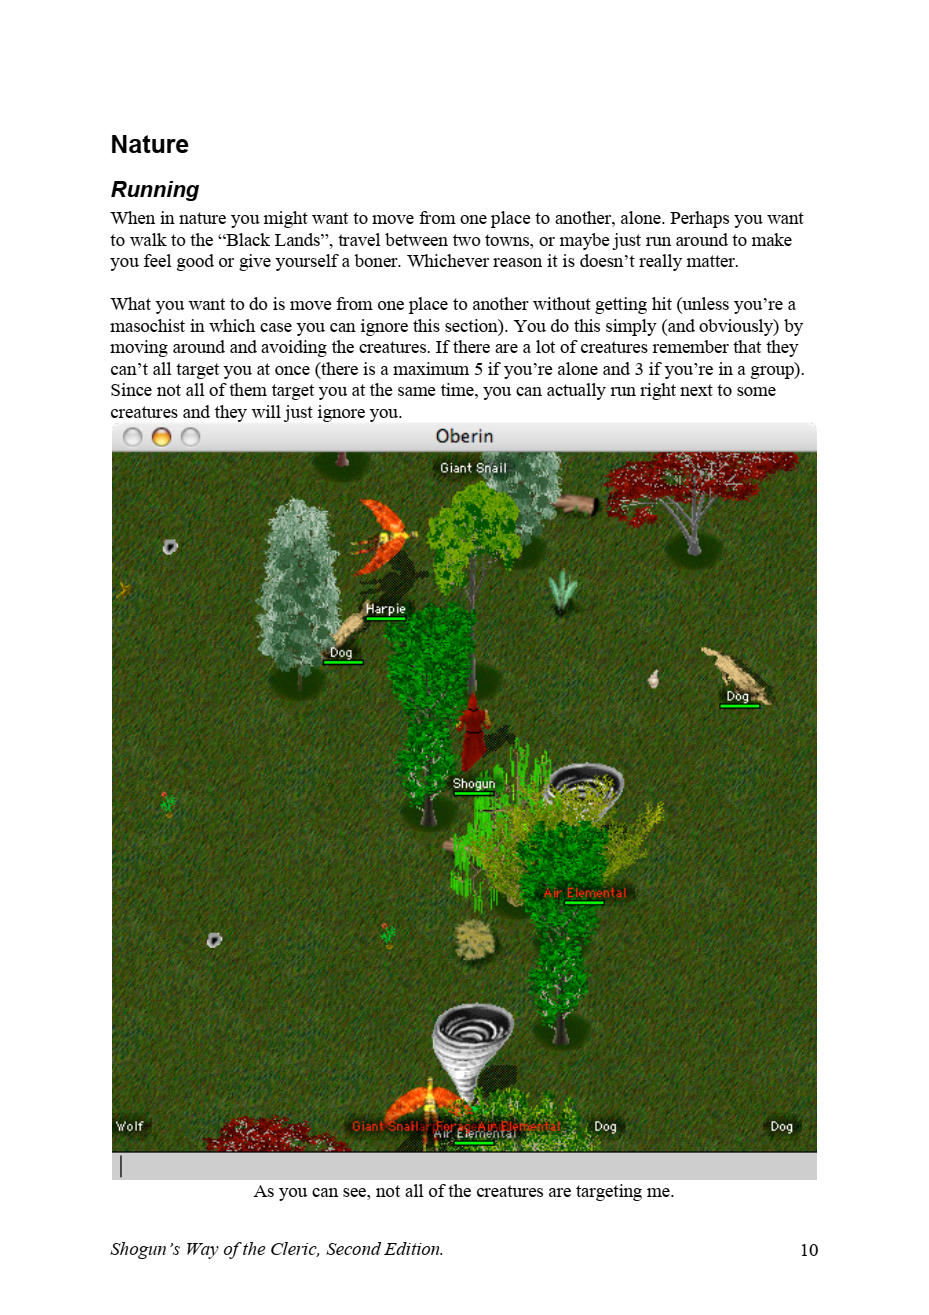 Nature
Running
When in nature you might want to move from one place to another, alone. Perhaps you want
to walk to the “Black Lands”, travel between two towns, or maybe just run around to make
you feel good or give yourself a boner. Whichever reason it is doesn’t really matter.
What you want to do is move from one place to another without getting hit (unless you’re a
masochist in which case you can ignore this section). You do this simply (and obviously) by
moving around and avoiding the creatures. If there are a lot of creatures remember that they
can’t all target you at once (there is a maximum 5 if you’re alone and 3 if you’re in a group).
Since not all of them target you at the same time, you can actually run right next to some
creatures and they will just ignore you.
Oberin
Giant Snail
Harpie
Dog
Dog
Shogun
Air Elemental
Wolf
Giant Air Elemental
Dog
Dog
Air Elemental
As you can see, not all of the creatures are targeting me.
Shogun’s Way of the Cleric, Second Edition.
10